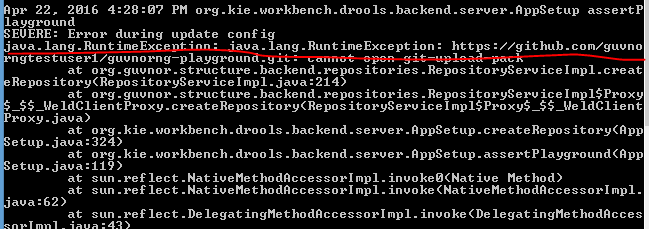 Apr 22, 2016 4:28:07 PM org.kie.workbench.drools.backend.server.AppSetup assertPl
ayground
SEVERE: Error during update config
java.lang.RuntimeException: java.lang.RuntimeException: https://github.com/guvno
rngtestuser1/guvnorng-playground.git: cannot open git-upload-pack
at org.guvnor.structure.backend.repositories.RepositoryServiceImpl.creat
eRepository(RepositoryServiceImpl.java:214)
at org.guvnor.structure.backend.repositories.RepositoryServiceImpl$Proxy
$_$$_WeldClientProxy.createRepository(RepositoryServiceImpl$Proxy$_$$_WeldClient
Proxy.java)
at org.kie.workbench.drools.backend.server.AppSetup.createRepository(App
Setup.java:324)
at org.kie.workbench.drools.backend.server.AppSetup.assertPlayground(App
Setup.java:119)
at sun.reflect.NativeMethodAccessorImpl.invoke0(Native Method)
at sun.reflect.NativeMethodAccessorImpl.invoke(NativeMethodAccessorImpl.
java:62)
at sun.reflect.DelegatingMethodAccessorImpl.invoke(DelegatingMethodAcces
sorImpl.java:43)